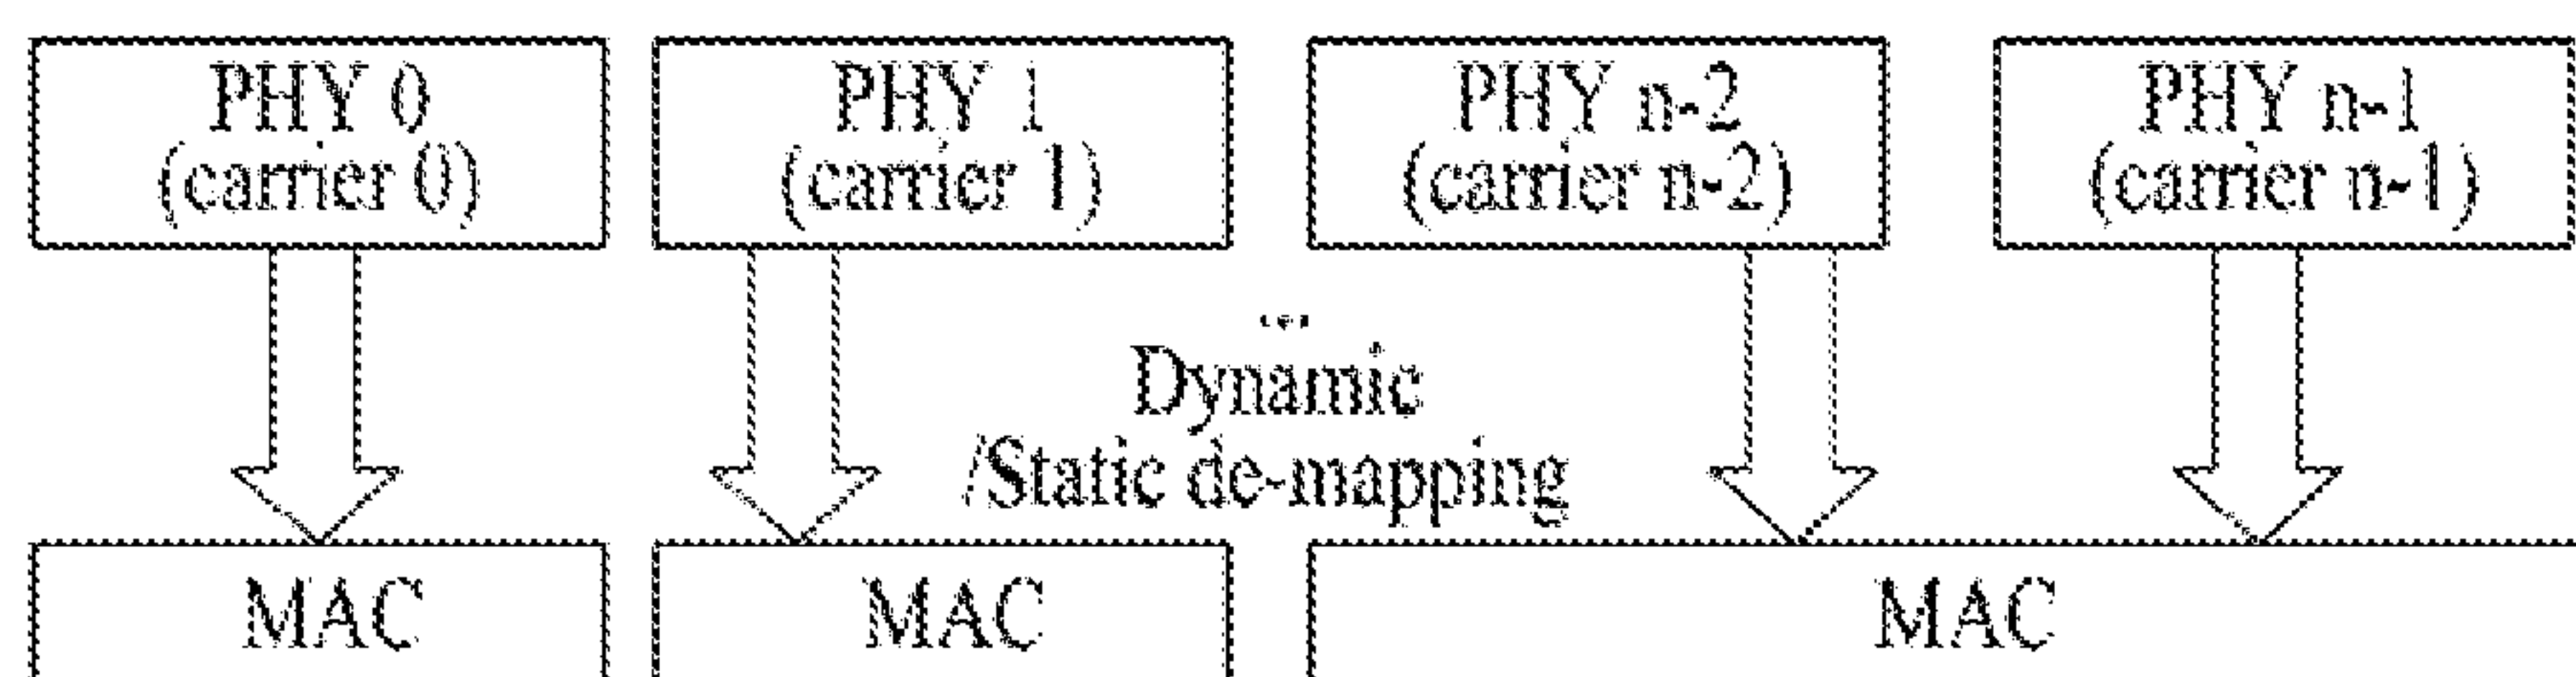 PHY 0
(carrier 0)
PHY 1
(carrier 1)
PHY n-2
(carrier n-2)
PHY n-1
(carrier n-1)
...
Dynamic
/Static de-mapping
MAC
MAC
MAC